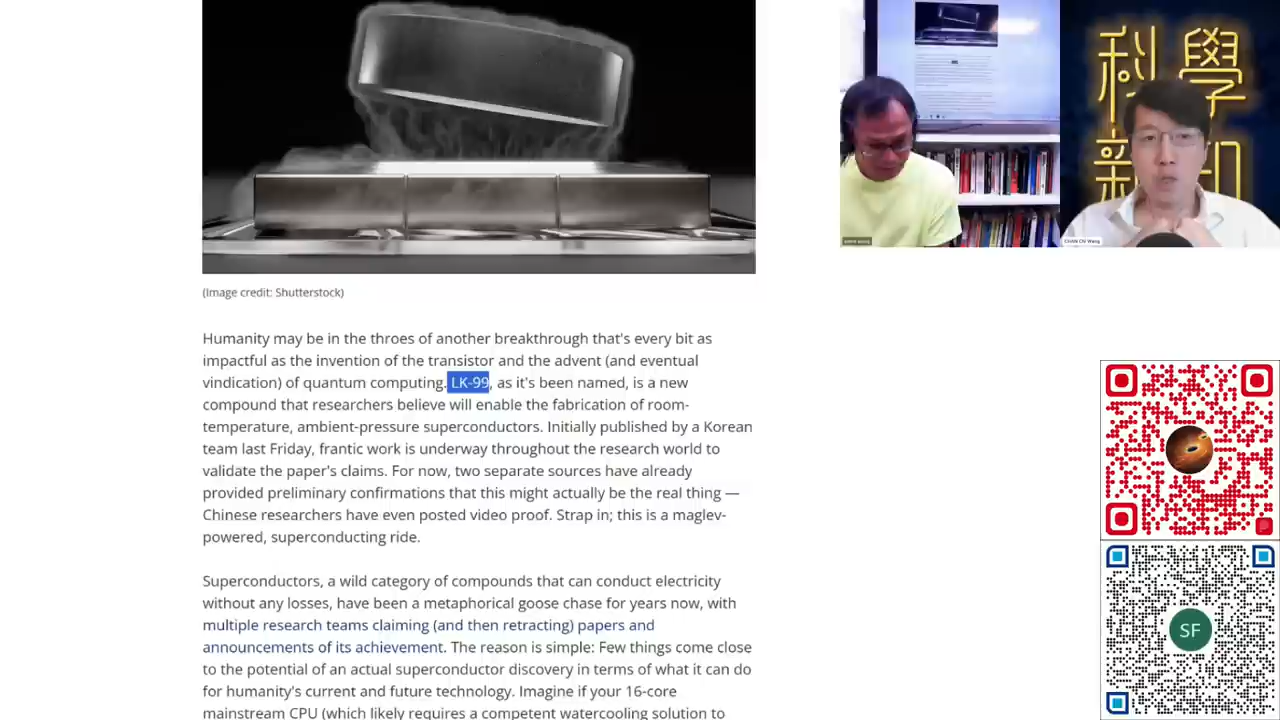 (Image credit: Shutterstock)
Humanity may be in the throes of another breakthrough that's every bit as
impactful as the invention of the transistor and the advent (and eventual
vindication) of quantum computing. LK-99, as it's been named, is a new
compound that researchers believe will enable the fabrication of room-
temperature, ambient-pressure superconductors. Initially published by a Korean
team last Friday, frantic work is underway throughout the research world to
validate the paper's claims. For now, two separate sources have already
provided preliminary confirmations that this might actually be the real thing —
Chinese researchers have even posted video proof. Strap in; this is a maglev-
powered, superconducting ride.
Superconductors, a wild category of compounds that can conduct electricity
without any losses, have been a metaphorical goose chase for years now, with
multiple research teams claiming (and then retracting) papers and
announcements of its achievement. The reason is simple: Few things come close
to the potential of an actual superconductor discovery in terms of what it can do
for humanity's current and future technology. Imagine if your 16-core
mainstream CPU (which likely requires a competent watercooling solution to
科學
新知
CHAN Chi Wang
SF